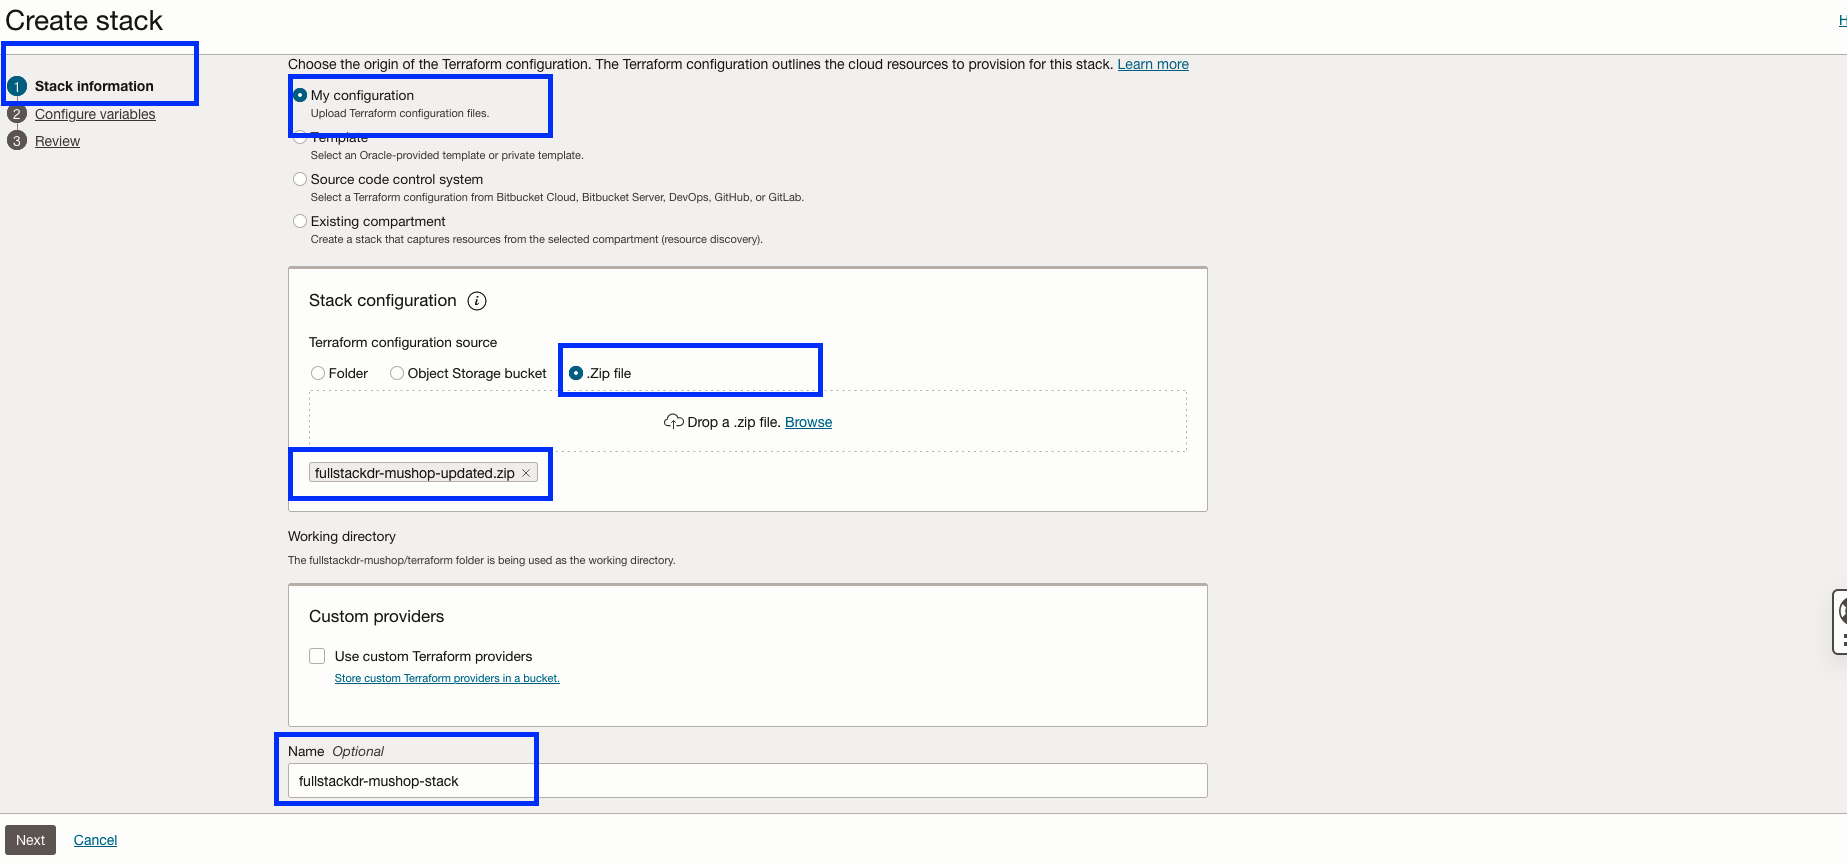 Create stack
H
1 Stack information
2 Configure variables
3 Review
Choose the origin of the Terraform configuration. The Terraform configuration outlines the cloud resources to provision for this stack. Learn more
My configuration
Upload Terraform configuration files.
Template
Select an Oracle-provided template or private template.
Source code control system
Select a Terraform configuration from Bitbucket Cloud, Bitbucket Server, DevOps, GitHub, or GitLab.
Existing compartment
Create a stack that captures resources from the selected compartment (resource discovery).
Stack configuration i
Terraform configuration source
Folder Object Storage bucket .Zip file
Drop a .zip file. Browse
fullstackdr-mushop-updated.zip ×
Working directory
The fullstackdr-mushop/terraform folder is being used as the working directory.
Custom providers
Use custom Terraform providers
Store custom Terraform providers in a bucket.
Name Optional
fullstackdr-mushop-stack
Next Cancel